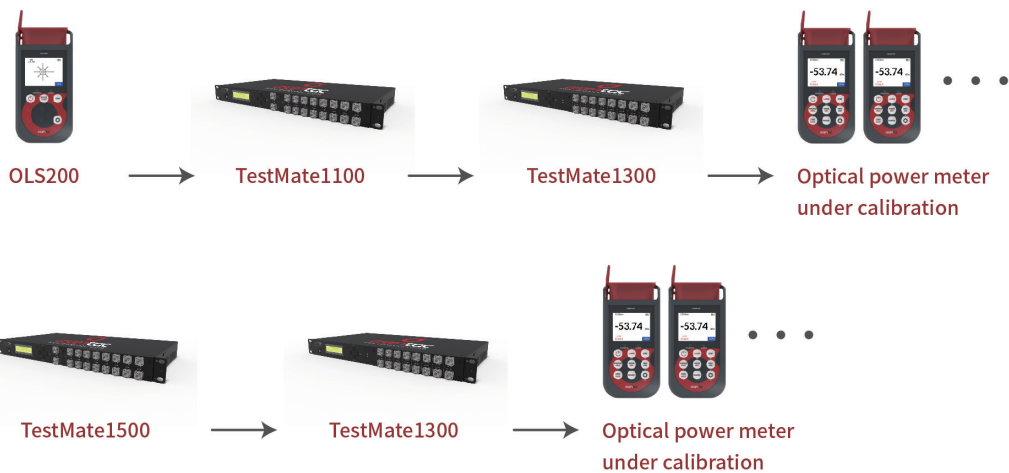 -53.74
-53.74
OLS200
TestMate1100
TestMate1300
Optical power meter
under calibration
-53.74
-53.74
TestMate1500
TestMate1300
Optical power meter
under calibration